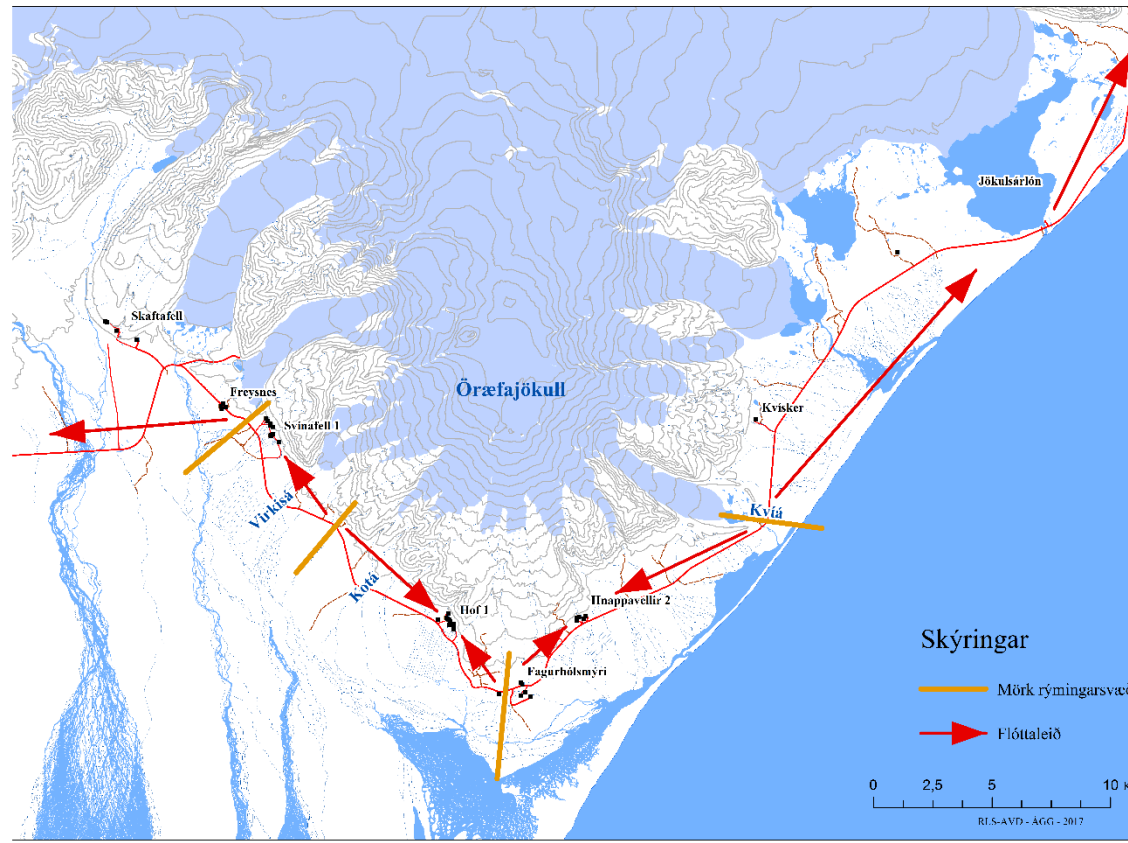 Jökulsárlón
Skaftafell
Öræfajökull
Freysnes
Kvísker
Svínafell 1
Kvíá
Virkisá
Kotá
Hof 1
Hnappavellir 2
Fagurhólsmýri
Skýringar
Mörk rýmingarsvæð
Flóttaleið
0 2,5 5 10 K
RLS-AVD - ÁGG - 2017